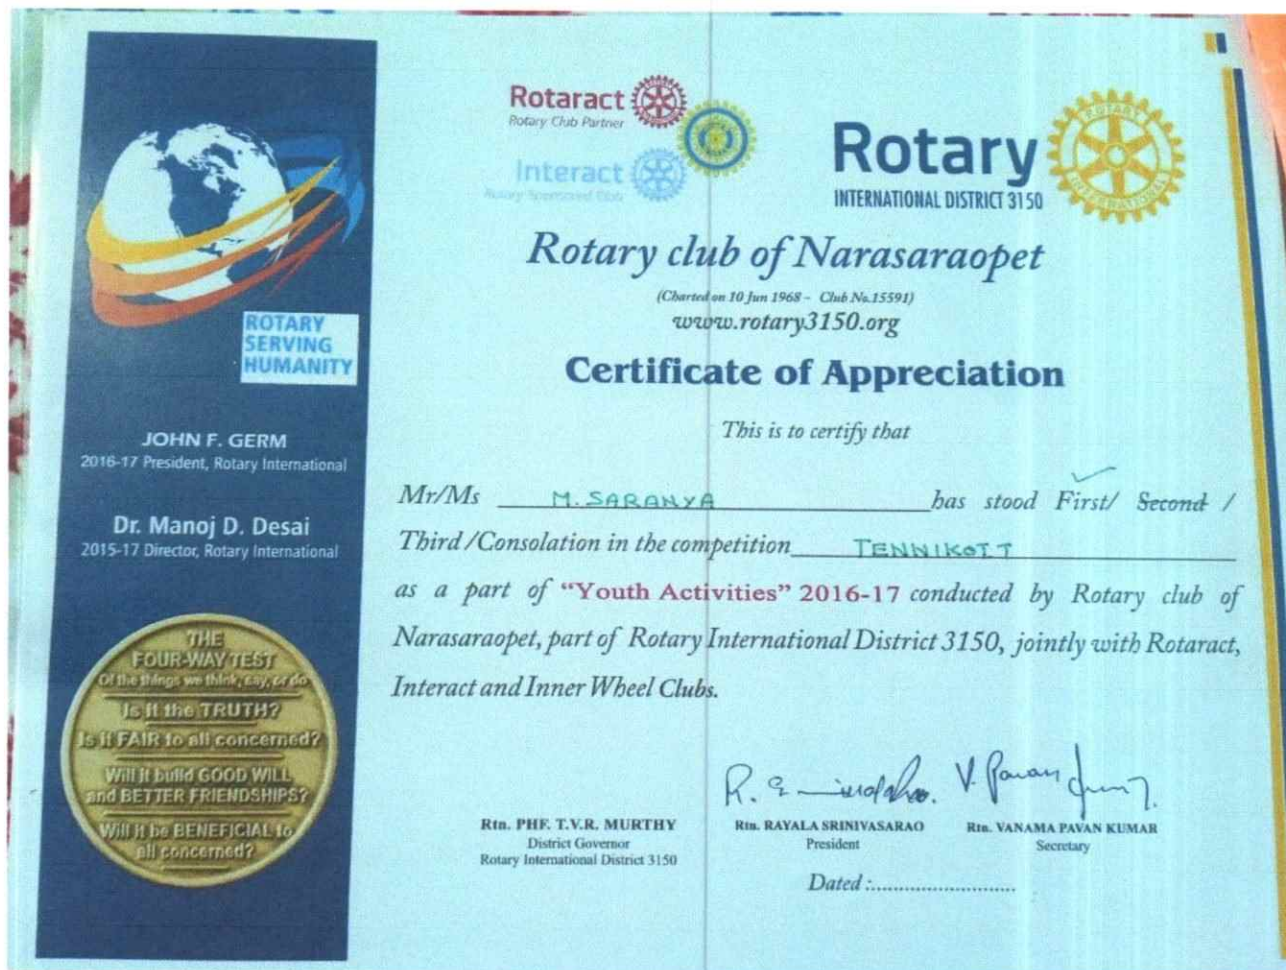 Rotaract
Rotary Club Partner
Interact
Rotary Sponsored Club
Rotary
INTERNATIONAL DISTRICT 3150
ROTARY INTERNATIONAL
Rotary club of Narasaraopet
(Charted on 10 Jun 1968 - Club No.15591)
www.rotary3150.org
Certificate of Appreciation
This is to certify that
Mr/Ms M. SARANYA has stood First/ Second /
Third/Consolation in the competition TENNIKOIT
as a part of "Youth Activities" 2016-17 conducted by Rotary club of
Narasaraopet, part of Rotary International District 3150, jointly with Rotaract,
Interact and Inner Wheel Clubs.
R. V. Pavan
Rtn. PHF. T.V.R. MURTHY
District Governor
Rotary International District 3150
Rtn. RAYALA SRINIVASARAO
President
Rtn. VANAMA PAVAN KUMAR
Secretary
Dated :..........................
ROTARY
SERVING
HUMANITY
JOHN F. GERM
2016-17 President, Rotary International
Dr. Manoj D. Desai
2015-17 Director, Rotary International
THE
FOUR-WAY TEST
Of the things we think, say, or do
Is it the TRUTH?
Is it FAIR to all concerned?
Will it build GOOD WILL
and BETTER FRIENDSHIPS?
Will it be BENEFICIAL to
all concerned?